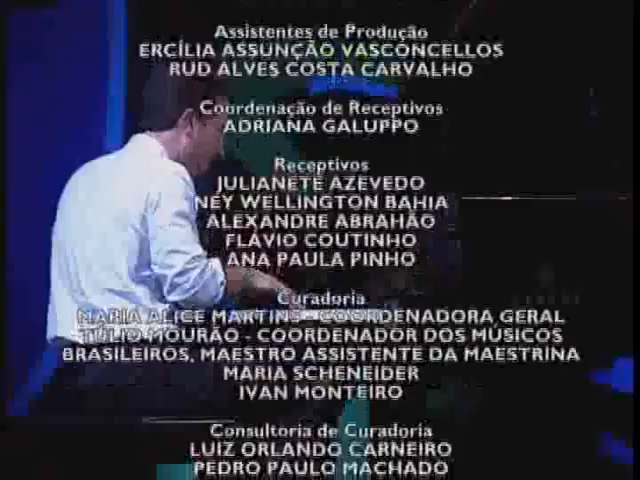 Assistentes de Produção
ERCÍLIA ASSUNÇÃO VASCONCELLOS
RUD ALVES COSTA CARVALHO
Coordenação de Receptivos
ADRIANA GALUPPO
Receptivos
JULIANETE AZEVEDO
NEY WELLINGTON BAHIA
ALEXANDRE ABRAHÃO
FLÁVIO COUTINHO
ANA PAULA PINHO
Curadoria
MARIA ALICE MARTINS - COORDENADORA GERAL
TÚLIO MOURÃO - COORDENADOR DOS MÚSICOS
BRASILEIROS, MAESTRO ASSISTENTE DA MAESTRINA
MARIA SCHENEIDER
IVAN MONTEIRO
Consultoria de Curadoria
LUIZ ORLANDO CARNEIRO
PEDRO PAULO MACHADO